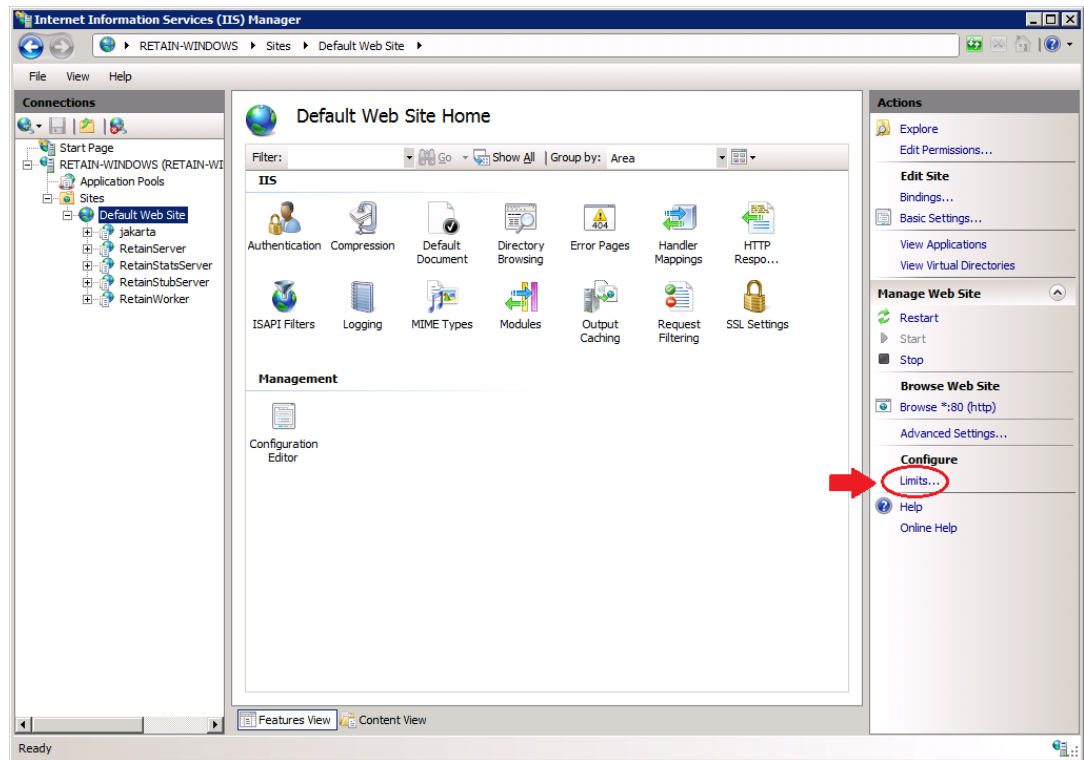 Internet Information Services (IIS) Manager
RETAIN-WINDOWS ▸ Sites ▸ Default Web Site ▸
File View Help
Connections
Start Page
RETAIN-WINDOWS (RETAIN-WI
Application Pools
Sites
Default Web Site
jakarta
RetainServer
RetainStatsServer
RetainStubServer
RetainWorker
Default Web Site Home
Filter: Go Show All Group by: Area
IIS
Authentication
Compression
Default
Document
Directory
Browsing
Error Pages
404
Handler
Mappings
HTTP
Respo...
ISAPI Filters
Logging
MIME Types
Modules
Output
Caching
Request
Filtering
SSL Settings
Management
Configuration
Editor
Features View Content View
Actions
Explore
Edit Permissions...
Edit Site
Bindings...
Basic Settings...
View Applications
View Virtual Directories
Manage Web Site
Restart
Start
Stop
Browse Web Site
Browse *:80 (http)
Advanced Settings...
Configure
Limits...
Help
Online Help
Ready